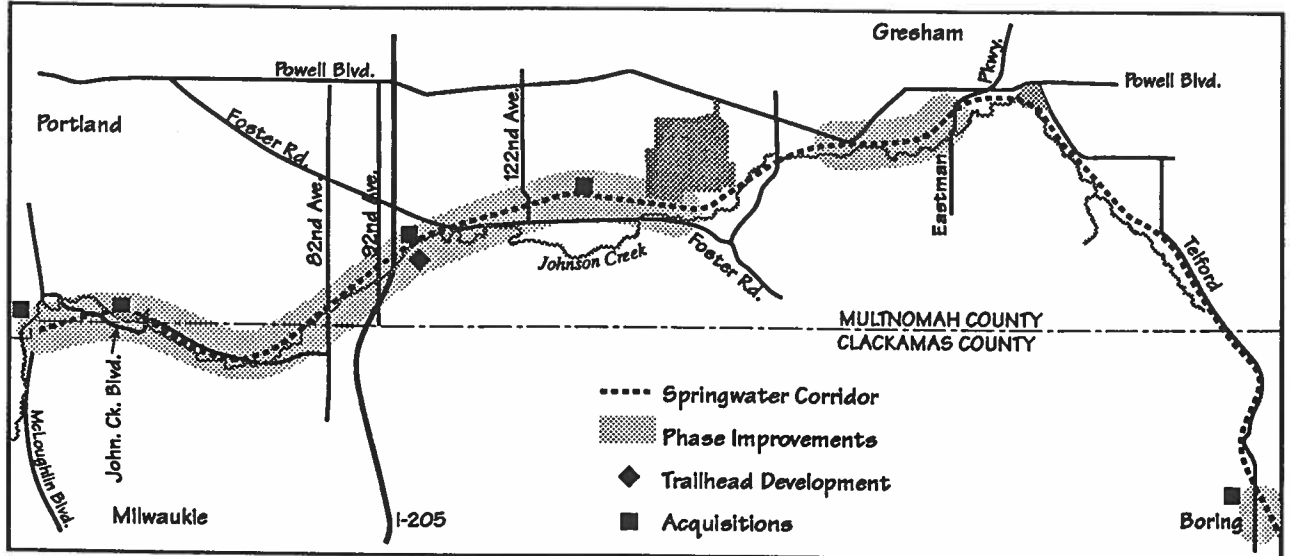 Gresham
Pkwy.
Powell Blvd.
Powell Blvd.
Portland
Foster Rd.
122nd Ave.
82nd Ave.
92nd Ave.
Eastman
Johnson Creek
Foster Rd.
Telford
MULTNOMAH COUNTY
CLACKAMAS COUNTY
John. Ck. Blvd.
McLoughlin Blvd.
Springwater Corridor
Phase Improvements
Trailhead Development
Acquisitions
Milwaukie
I-205
Boring